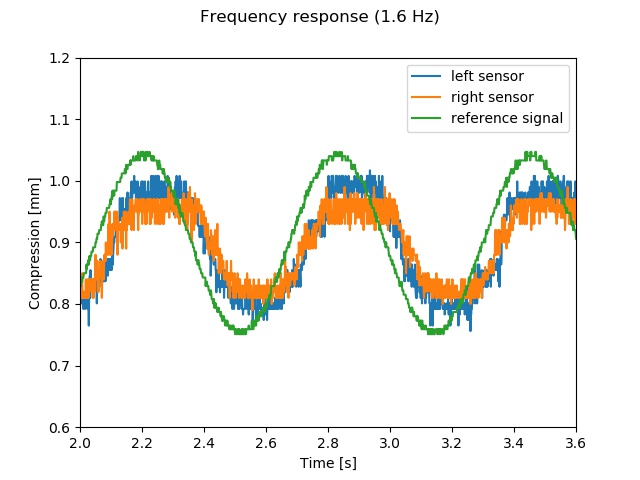 Frequency response (1.6 Hz)
1.2
1.1
1.0
0.9
0.8
0.7
0.6
Compression [mm]
left sensor
right sensor
reference signal
2.0 2.2 2.4 2.6 2.8 3.0 3.2 3.4 3.6
Time [s]